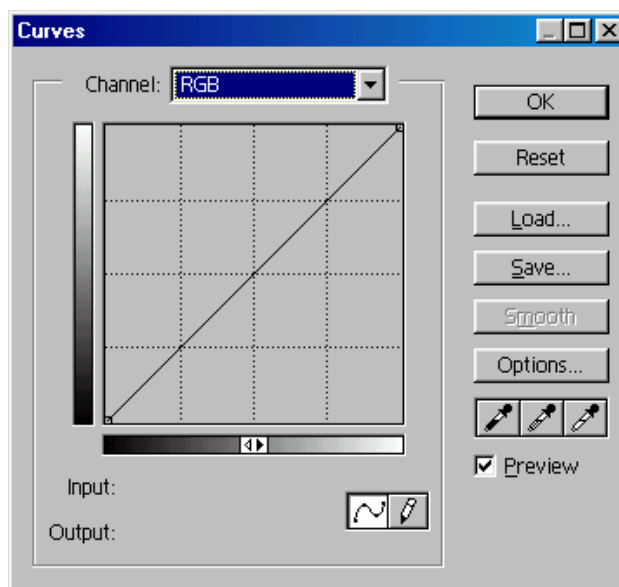 Curves
Channel: RGB
OK
Reset
Load...
Save...
Smooth
Options...
Preview
Input:
Output: